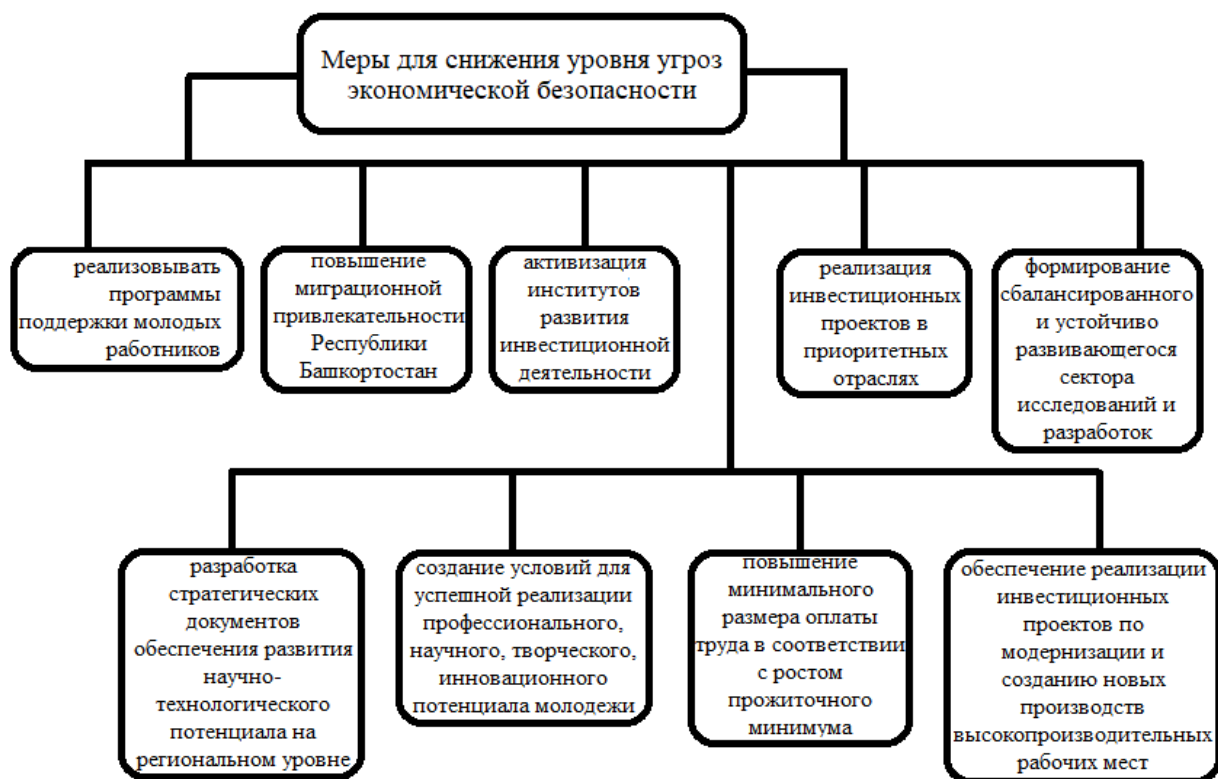 Меры для снижения уровня угроз
экономической безопасности
реализовывать
программы
поддержки молодых
работников
повышение
миграционной
привлекательности
Республики
Башкортостан
активизация
институтов
развития
инвестиционной
деятельности
реализация
инвестиционных
проектов в
приоритетных
отраслях
формирование
сбалансированного
и устойчиво
развивающегося
сектора
исследований и
разработок
разработка
стратегических
документов
обеспечения развития
научно-
технологического
потенциала на
региональном уровне
создание условий для
успешной реализации
профессионального,
научного, творческого,
инновационного
потенциала молодежи
повышение
минимального
размера оплаты
труда в соответствии
с ростом
прожиточного
минимума
обеспечение реализации
инвестиционных
проектов по
модернизации и
созданию новых
производств
высокопроизводительных
рабочих мест